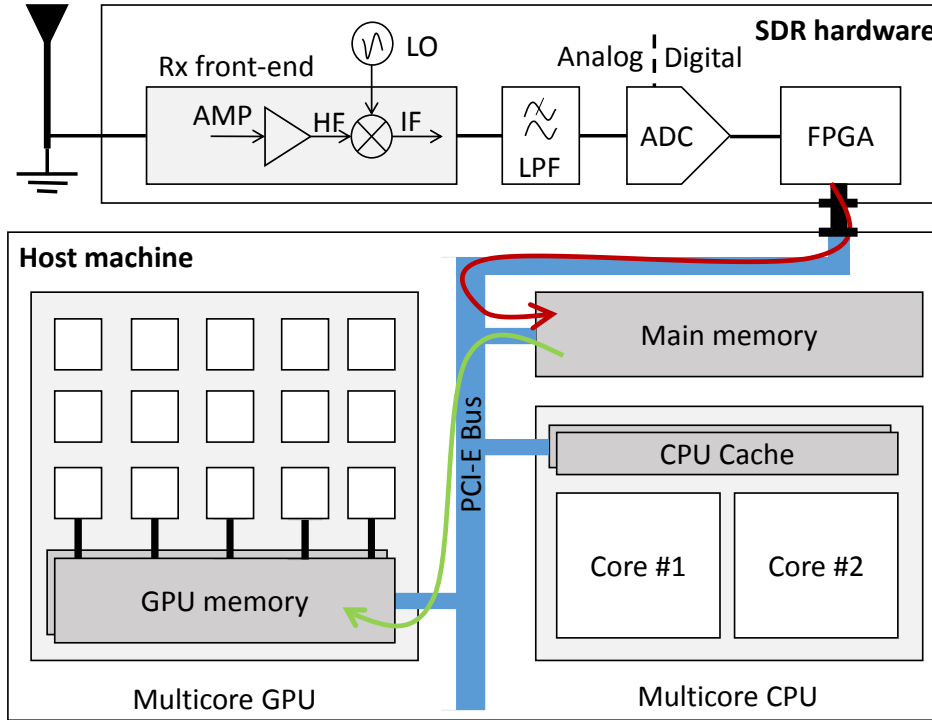 SDR hardware
Rx front-end
LO
Analog
Digital
AMP
HF
IF
LPF
ADC
FPGA
Host machine
Main memory
PCI-E Bus
CPU Cache
Core #1
Core #2
GPU memory
Multicore GPU
Multicore CPU